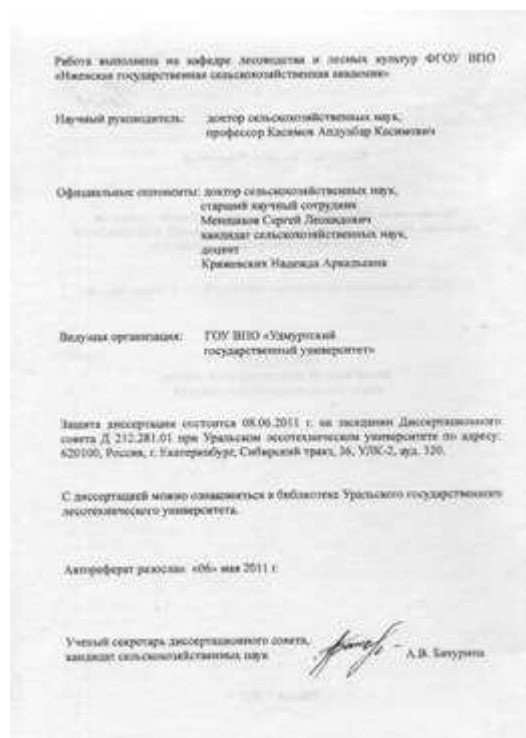 Работа выполнена на кафедре лесоводства и лесных культур ФГОУ ВПО
«Ижевская государственная сельскохозяйственная академия»
Научный руководитель: доктор сельскохозяйственных наук,
профессор Касимов Касимович
Официальные оппоненты: доктор сельскохозяйственных наук,
старший научный сотрудник
Менщиков Сергей Леонидович
кандидат сельскохозяйственных наук,
доцент
Кряжевских Надежда Аркадьевна
Ведущая организация: ГОУ ВПО «Удмуртский
государственный университет»
Защита диссертации состоится 08.06.2011 г. на заседании Диссертационного
совета Д 212.281.01 при Уральском лесотехническом университете по адресу:
620100, Россия, г. Екатеринбург, Сибирский тракт, 36, УЛК-2, ауд. 320.
С диссертацией можно ознакомиться в библиотеке Уральского государственного
лесотехнического университета.
Автореферат разослан «06» мая 2011 г.
Ученый секретарь диссертационного совета,
кандидат сельскохозяйственных наук А.В. Бачурина